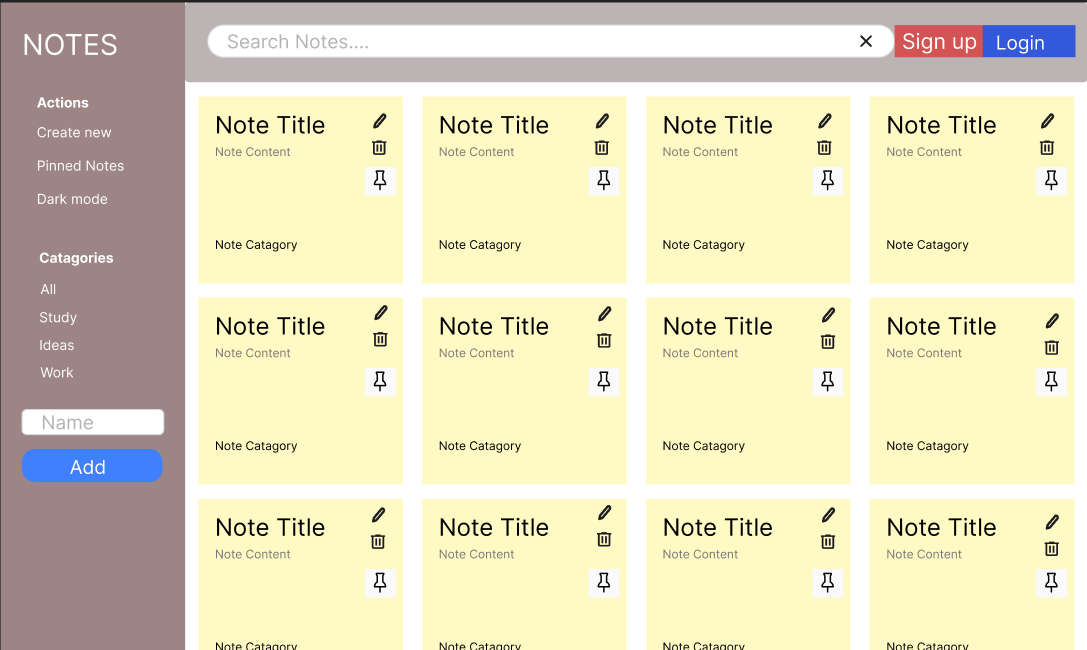 NOTES
Actions
Create new
Pinned Notes
Dark mode
Catagories
All
Study
Ideas
Work
Name
Add
Search Notes....
Sign up
Login
Note Title
Note Content
Note Catagory
Note Title
Note Content
Note Catagory
Note Title
Note Content
Note Catagory
Note Title
Note Content
Note Catagory
Note Title
Note Content
Note Catagory
Note Title
Note Content
Note Catagory
Note Title
Note Content
Note Catagory
Note Title
Note Content
Note Catagory
Note Title
Note Content
Note Catagory
Note Title
Note Content
Note Catagory
Note Title
Note Content
Note Catagory
Note Title
Note Content
Note Catagory